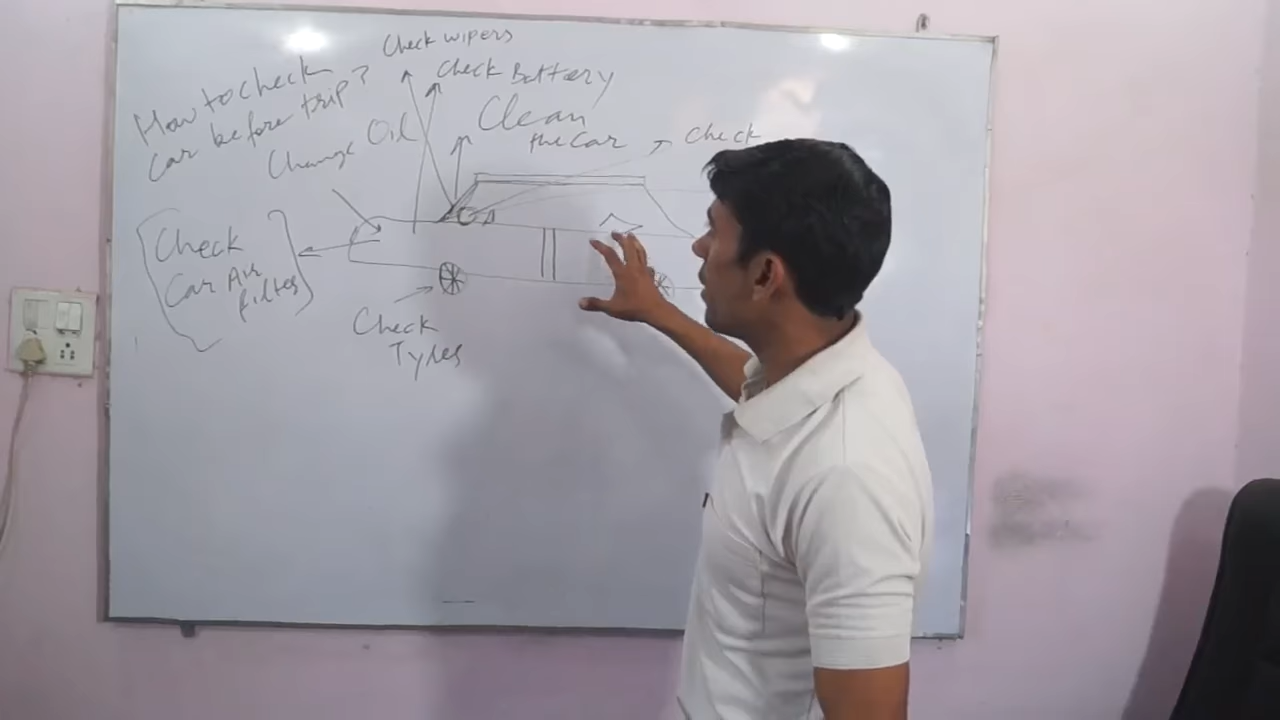 How to check
car before trip?
Check wipers
Check Battery
Clean
the car
Check
Change Oil
Check
Car Air
filter
Check
Tyres